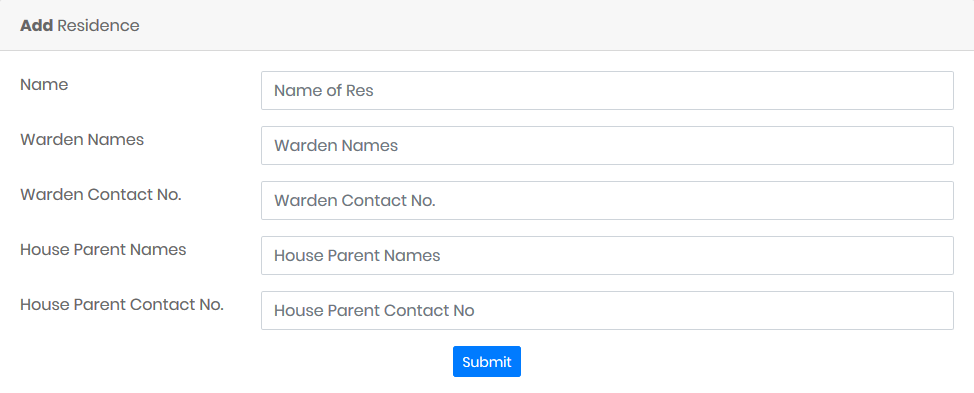 Add Residence
Name
Name of Res
Warden Names
Warden Names
Warden Contact No.
Warden Contact No.
House Parent Names
House Parent Names
House Parent Contact No.
House Parent Contact No
Submit